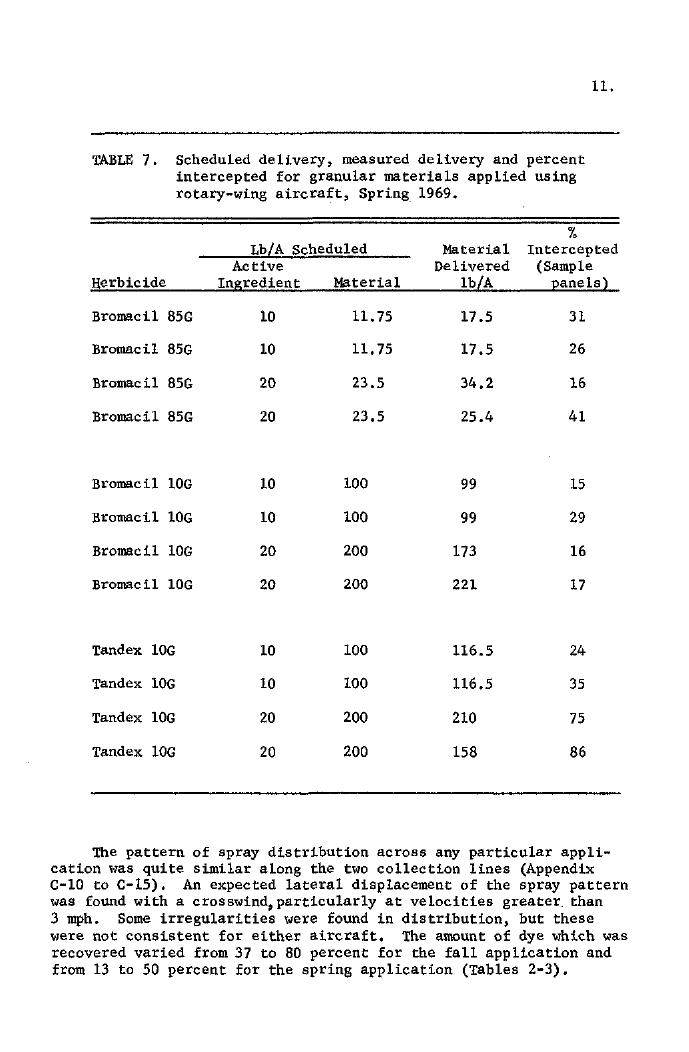 11.
TABLE 7. Scheduled delivery, measured delivery and percent
intercepted for granular materials applied using
rotary-wing aircraft, Spring 1969.
%
Lb/A Scheduled Material Intercepted
Active Delivered (Sample
Herbicide Ingredient Material lb/A panels)
Bromacil 85G 10 11.75 17.5 31
Bromacil 85G 10 11.75 17.5 26
Bromacil 85G 20 23.5 34.2 16
Bromacil 85G 20 23.5 25.4 41
Bromacil 10G 10 100 99 15
Bromacil 10G 10 100 99 29
Bromacil 10G 20 200 173 16
Bromacil 10G 20 200 221 17
Tandex 10G 10 100 116.5 24
Tandex 10G 10 100 116.5 35
Tandex 10G 20 200 210 75
Tandex 10G 20 200 158 86
The pattern of spray distribution across any particular appli-
cation was quite similar along the two collection lines (Appendix
C-10 to C-15). An expected lateral displacement of the spray pattern
was found with a crosswind, particularly at velocities greater than
3 mph. Some irregularities were found in distribution, but these
were not consistent for either aircraft. The amount of dye which was
recovered varied from 37 to 80 percent for the fall application and
from 13 to 50 percent for the spring application (Tables 2-3).